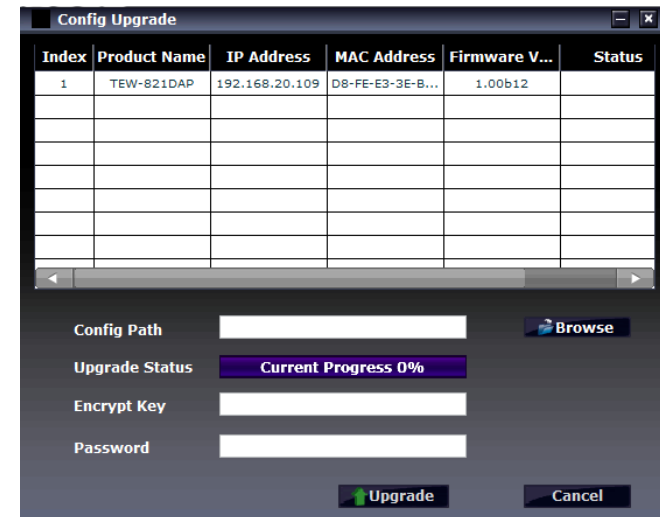 Config Upgrade
Index Product Name IP Address MAC Address Firmware V... Status
1 TEW-821DAP 192.168.20.109 D8-FE-E3-3E-B... 1.00b12
Config Path Browse
Upgrade Status Current Progress 0%
Encrypt Key
Password
Upgrade Cancel